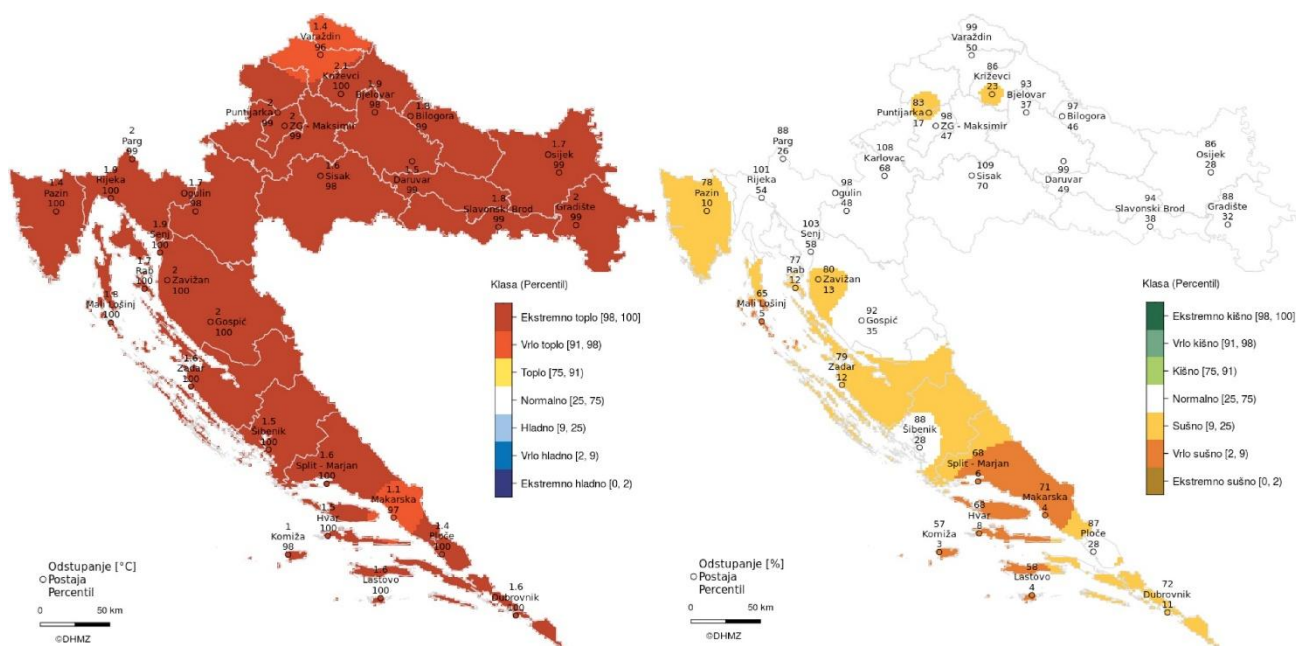 1.4
Varaždin
96
2.1
Križevci
100
1.9
Bjelovar
98
2
Puntijarka
99
2
ZG - Maksimir
99
1.8
Bilogora
99
2
Parg
99
1.6
Sisak
98
1.5
Daruvar
99
1.7
Osijek
99
1.4
Pazin
100
1.9
Rijeka
100
1.7
Ogulin
98
1.8
Slavonski Brod
99
2
Gradište
99
1.9
Senj
100
1.7
Rab
100
2
Zavižan
100
1.8
Mali Lošinj
100
2
Gospić
100
1.6
Zadar
100
1.5
Šibenik
100
1.6
Split - Marjan
100
1.1
Makarska
97
1.5
Hvar
100
1
Komiža
98
1.4
Ploče
100
1.6
Lastovo
100
1.6
Dubrovnik
100
Klasa (Percentil)
Ekstremno toplo [98, 100]
Vrlo toplo [91, 98)
Toplo [75, 91)
Normalno [25, 75)
Hladno [9, 25)
Vrlo hladno [2, 9)
Ekstremno hladno [0, 2)
Odstupanje [°C]
Postaja
Percentil
0 50 km
©DHMZ
99
Varaždin
50
86
Križevci
23
93
Bjelovar
37
83
Puntijarka
17
98
ZG - Maksimir
47
97
Bilogora
46
88
Parg
26
108
Karlovac
68
109
Sisak
70
99
Daruvar
49
86
Osijek
28
78
Pazin
10
101
Rijeka
54
98
Ogulin
48
94
Slavonski Brod
38
88
Gradište
32
103
Senj
58
77
Rab
12
80
Zavižan
13
65
Mali Lošinj
5
92
Gospić
35
79
Zadar
12
88
Šibenik
28
68
Split - Marjan
6
71
Makarska
4
68
Hvar
8
57
Komiža
3
87
Ploče
28
58
Lastovo
4
72
Dubrovnik
11
Klasa (Percentil)
Ekstremno kišno [98, 100]
Vrlo kišno [91, 98)
Kišno [75, 91)
Normalno [25, 75)
Sušno [9, 25)
Vrlo sušno [2, 9)
Ekstremno sušno [0, 2)
Odstupanje [%]
Postaja
Percentil
0 50 km
©DHMZ